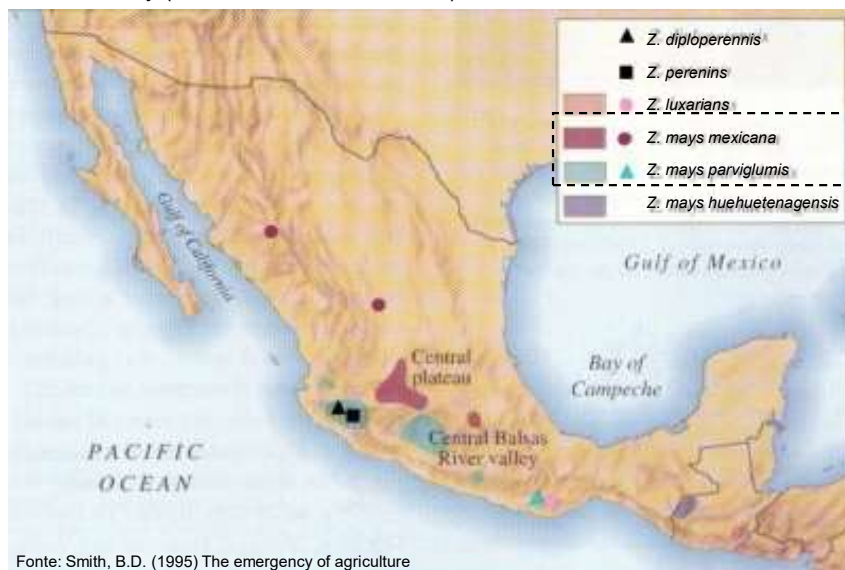 Z. diploperennis
Z. perenins
Z. luxarians
Z. mays mexicana
Z. mays parviglumis
Z. mays huehuetenagensis
Gulf of California
Gulf of Mexico
Central
plateau
Bay of
Campeche
Central Balsas
River valley
PACIFIC
OCEAN
Fonte: Smith, B.D. (1995) The emergency of agriculture